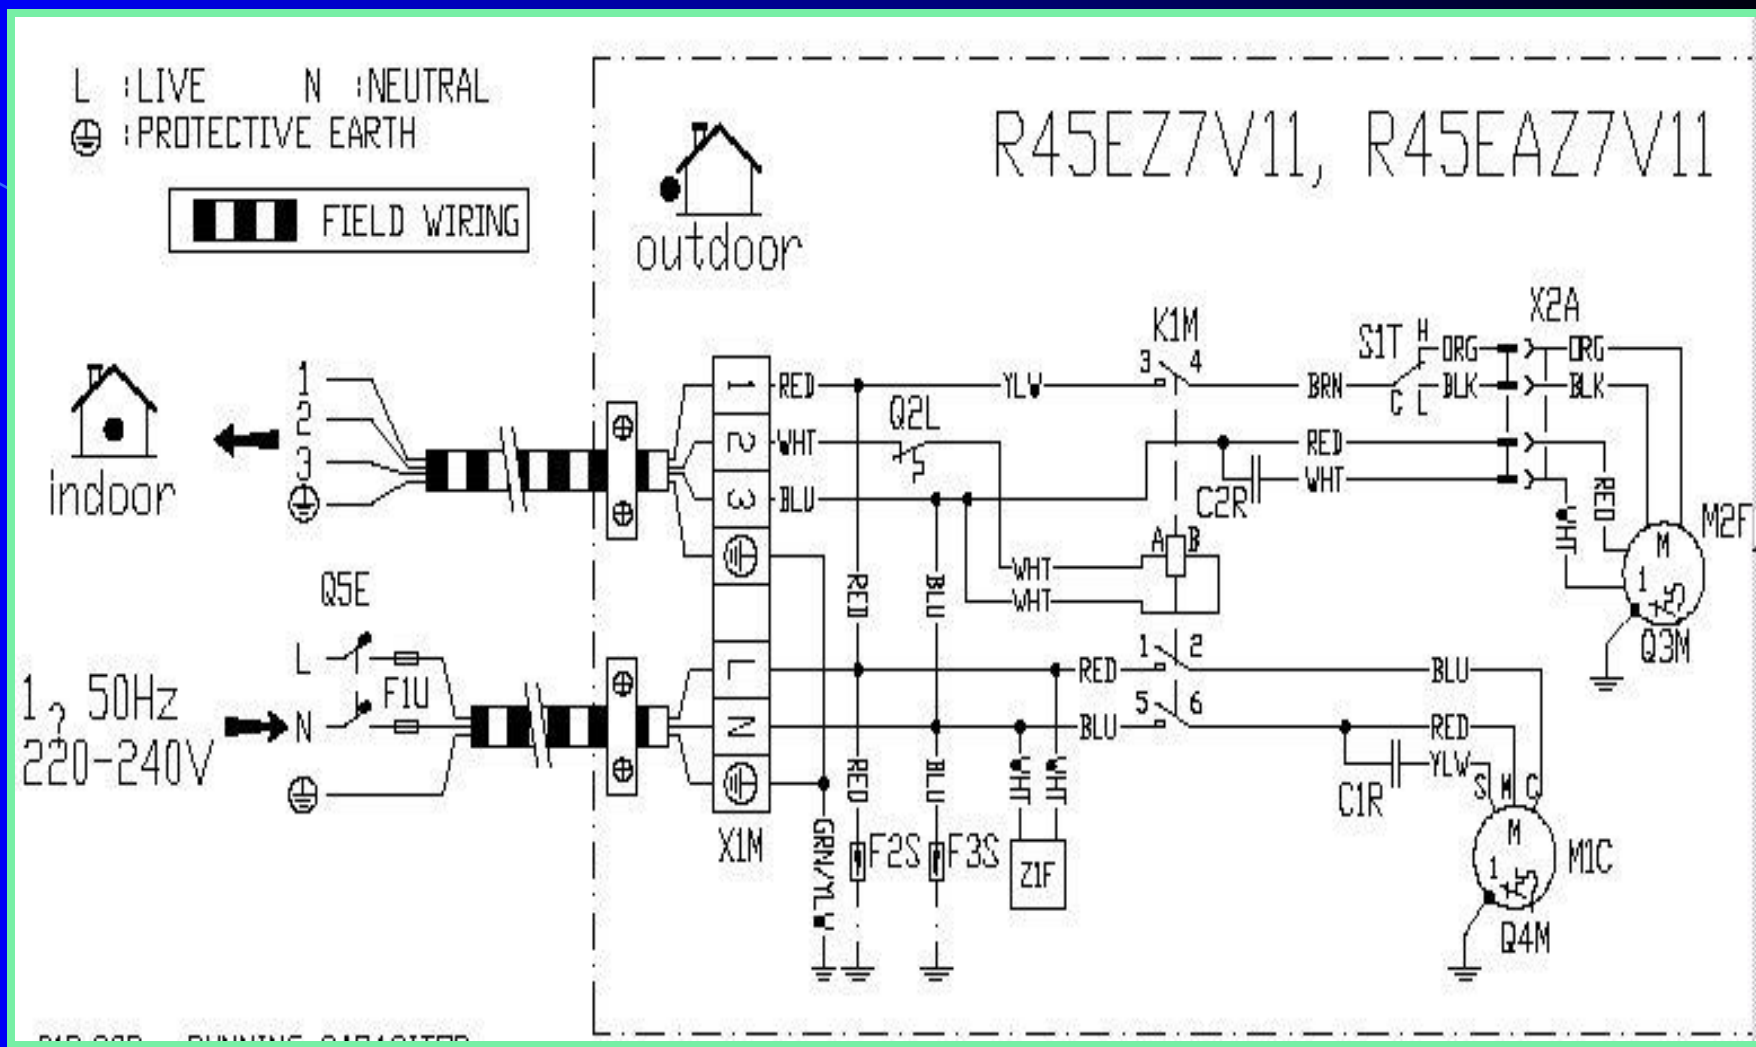 L :LIVE N :NEUTRAL
:PROTECTIVE EARTH
FIELD WIRING
outdoor
R45EZ7V11, R45EAZ7V11
indoor
1
2
3
Q5E
L
F1U
N
1? 50Hz
220-240V
1
2
3
L
N
X1M
RED
WHT
BLU
Q2L
YLW
K1M
3 4
BRN
S1T
H
C L
ORG
BLK
X2A
ORG
BLK
RED
WHT
C2R
RED
WHT
M2F
M
1
Q3M
A B
WHT
WHT
RED
BLU
1 2
RED
BLU
5 6
BLU
RED
YLW
C1R
S M C
M
1
M1C
Q4M
RED
BLU
WHT
WHT
GRN/YLW
F2S
F3S
Z1F
RUNNING CAPACITOR